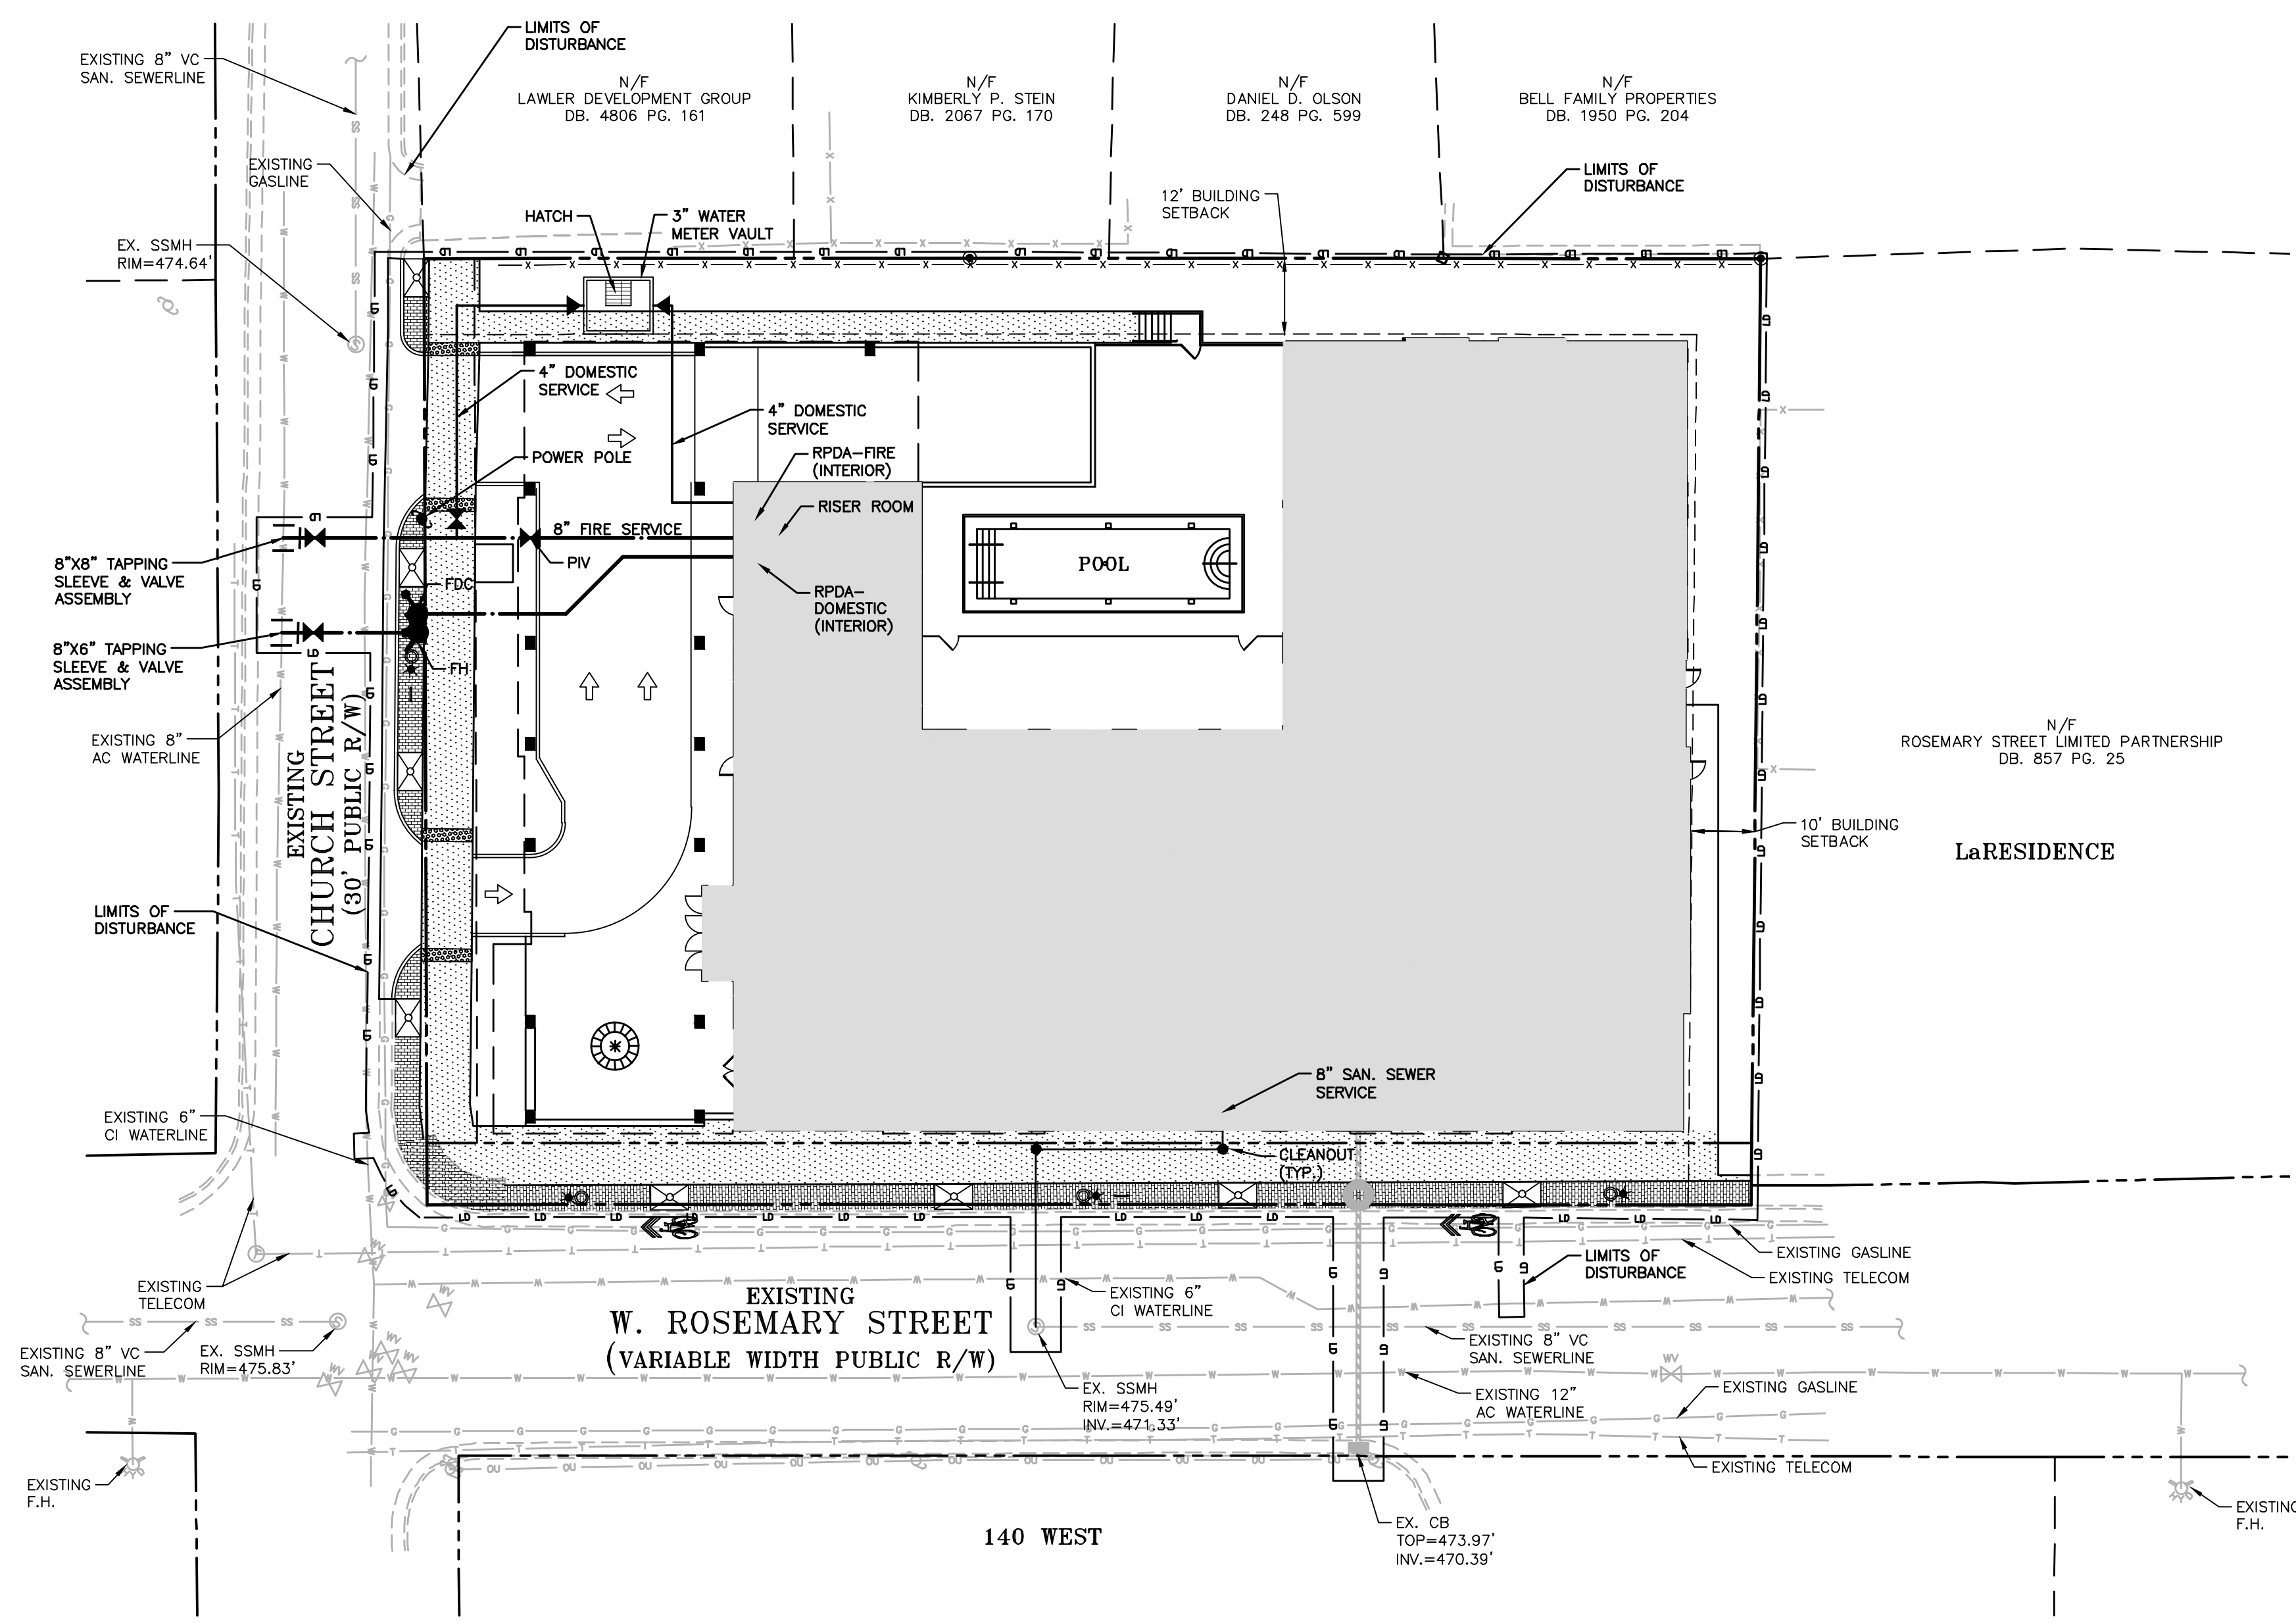 LIMITS OF
DISTURBANCE
EXISTING 8" VC
SAN. SEWERLINE
N/F
LAWLER DEVELOPMENT GROUP
DB. 4806 PG. 161
N/F
KIMBERLY P. STEIN
DB. 2067 PG. 170
N/F
DANIEL D. OLSON
DB. 248 PG. 599
N/F
BELL FAMILY PROPERTIES
DB. 1950 PG. 204
EXISTING
GASLINE
LIMITS OF
DISTURBANCE
12' BUILDING
SETBACK
HATCH
3" WATER
METER VAULT
EX. SSMH
RIM=474.64'
4" DOMESTIC
SERVICE
4" DOMESTIC
SERVICE
POWER POLE
RPDA-FIRE
(INTERIOR)
RISER ROOM
8" FIRE SERVICE
PIV
8"X8" TAPPING
SLEEVE & VALVE
ASSEMBLY
FDC
POOL
RPDA-
DOMESTIC
(INTERIOR)
8"X6" TAPPING
SLEEVE & VALVE
ASSEMBLY
FH
EXISTING 8"
AC WATERLINE
EXISTING
CHURCH STREET
(30' PUBLIC R/W)
N/F
ROSEMARY STREET LIMITED PARTNERSHIP
DB. 857 PG. 25
10' BUILDING
SETBACK
LaRESIDENCE
LIMITS OF
DISTURBANCE
8" SAN. SEWER
SERVICE
EXISTING 6"
CI WATERLINE
CLEANOUT
(TYP.)
EXISTING GASLINE
EXISTING TELECOM
LIMITS OF
DISTURBANCE
EXISTING
TELECOM
EXISTING 6"
CI WATERLINE
EXISTING
W. ROSEMARY STREET
(VARIABLE WIDTH PUBLIC R/W)
EXISTING 8" VC
SAN. SEWERLINE
EX. SSMH
RIM=475.83'
EXISTING 8" VC
SAN. SEWERLINE
WV
EX. SSMH
RIM=475.49'
INV.=471.33'
EXISTING 12"
AC WATERLINE
EXISTING GASLINE
EXISTING TELECOM
EXISTING
F.H.
EXISTING
F.H.
EX. CB
TOP=473.97'
INV.=470.39'
140 WEST